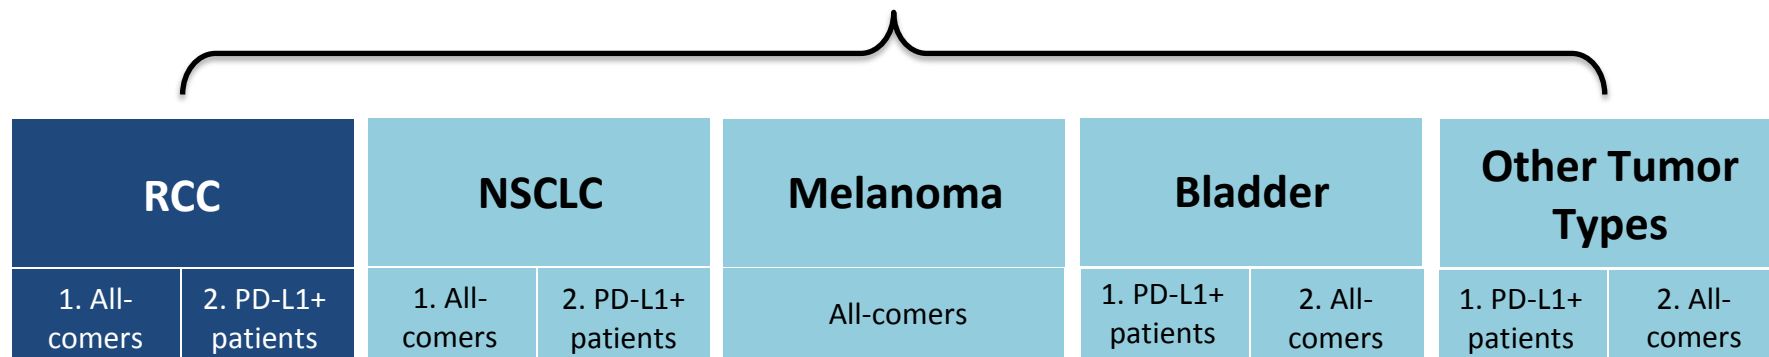 RCC
1. All-
comers
2. PD-L1+
patients
NSCLC
1. All-
comers
2. PD-L1+
patients
Melanoma
All-comers
Bladder
1. PD-L1+
patients
2. All-
comers
Other Tumor
Types
1. PD-L1+
patients
2. All-
comers